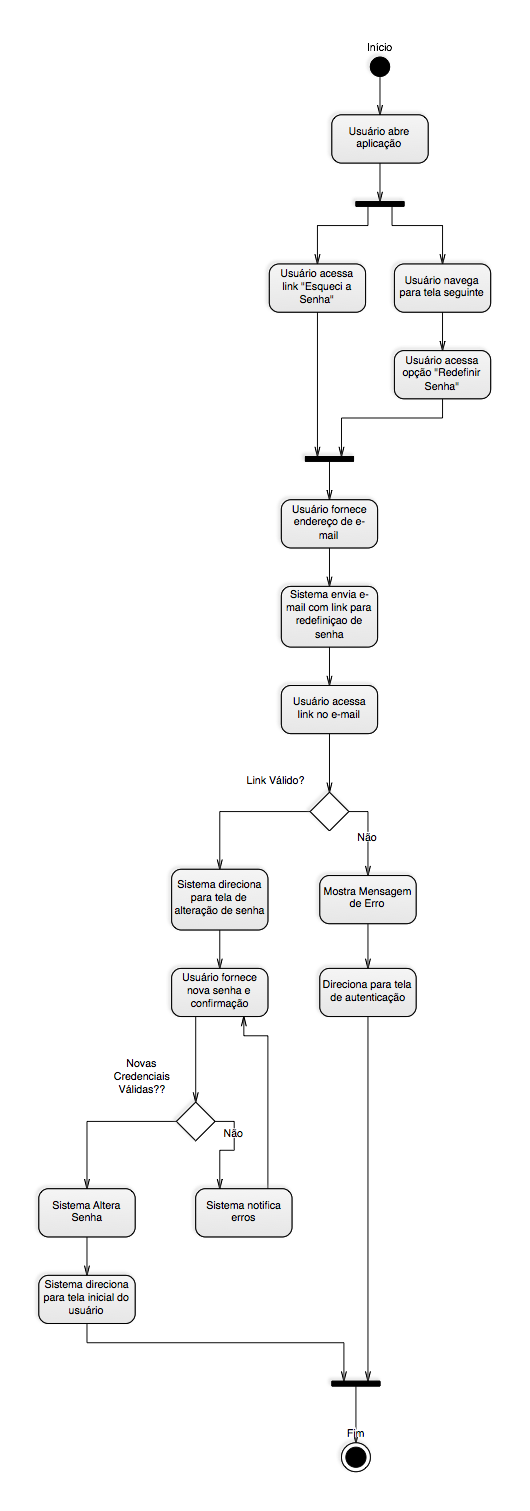 Inicio
Usuário abre
aplicação
Usuário acessa
link "Esqueci a
Senha"
Usuário navega
para tela seguinte
Usuário acessa
opção "Redefinir
Senha"
Usuário fornece
endereço de e-
mail
Sistema envia e-
mail com link para
redefiniçao de
senha
Usuário acessa
link no e-mail
Link Válido?
Não
Sistema direciona
para tela de
alteração de senha
Mostra Mensagem
de Erro
Usuário fornece
nova senha e
confirmação
Direciona para tela
de autenticação
Novas
Credenciais
Válidas??
Não
Sistema Altera
Senha
Sistema notifica
erros
Sistema direciona
para tela inicial do
usuário
Fim